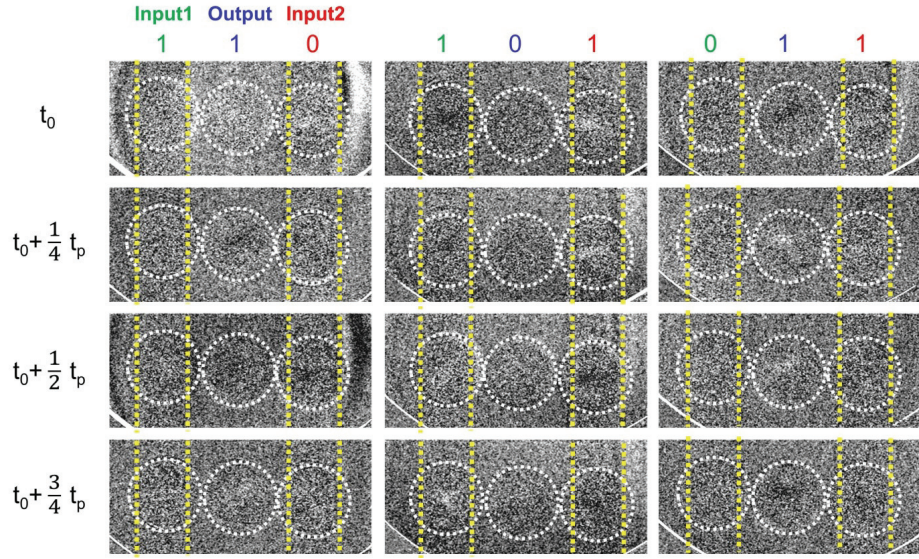 Input1 Output Input2
1 1 0 1 0 1 0 1 1
t0
t0+ 1/4 tp
t0+ 1/2 tp
t0+ 3/4 tp